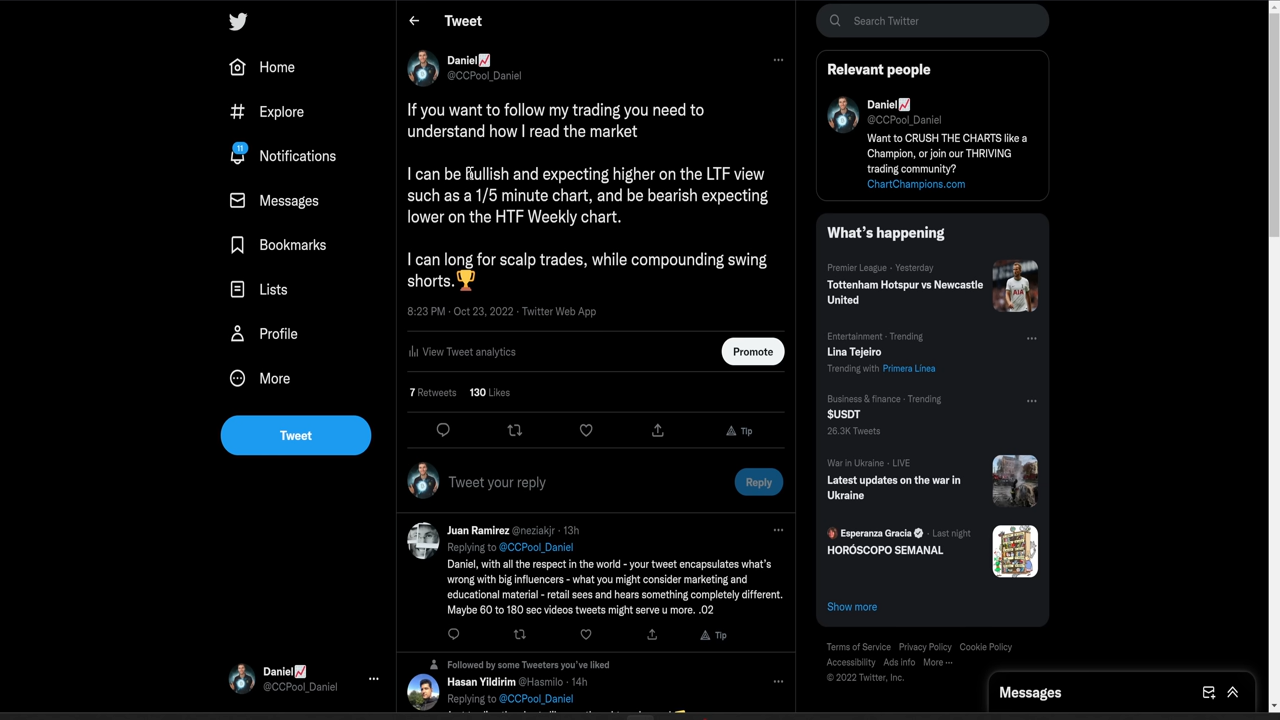 Home
Explore
11
Notifications
Messages
Bookmarks
Lists
Profile
More
Tweet
Daniel📈
@CCPool_Daniel
Tweet
Daniel📈
@CCPool_Daniel
If you want to follow my trading you need to
understand how I read the market
I can be bullish and expecting higher on the LTF view
such as a 1/5 minute chart, and be bearish expecting
lower on the HTF Weekly chart.
I can long for scalp trades, while compounding swing
shorts.🏆
8:23 PM · Oct 23, 2022 · Twitter Web App
View Tweet analytics
Promote
7 Retweets 130 Likes
Tip
Tweet your reply
Reply
Juan Ramirez @neziakjr · 13h
Replying to @CCPool_Daniel
Daniel, with all the respect in the world - your tweet encapsulates what's
wrong with big influencers - what you might consider marketing and
educational material - retail sees and hears something completely different.
Maybe 60 to 180 sec videos tweets might serve u more. .02
Tip
Followed by some Tweeters you've liked
Hasan Yildirim @Hasmilo · 14h
Replying to @CCPool_Daniel
Search Twitter
Relevant people
Daniel📈
@CCPool_Daniel
Want to CRUSH THE CHARTS like a
Champion, or join our THRIVING
trading community?
ChartChampions.com
What's happening
Premier League · Yesterday
Tottenham Hotspur vs Newcastle
United
AIA
Entertainment · Trending
Lina Tejeiro
Trending with Primera Línea
Business & finance · Trending
$USDT
26.3K Tweets
War in Ukraine · LIVE
Latest updates on the war in
Ukraine
Esperanza Gracia · Last night
HORÓSCOPO SEMANAL
Show more
Terms of Service Privacy Policy Cookie Policy
Accessibility Ads info More ···
© 2022 Twitter, Inc.
Messages